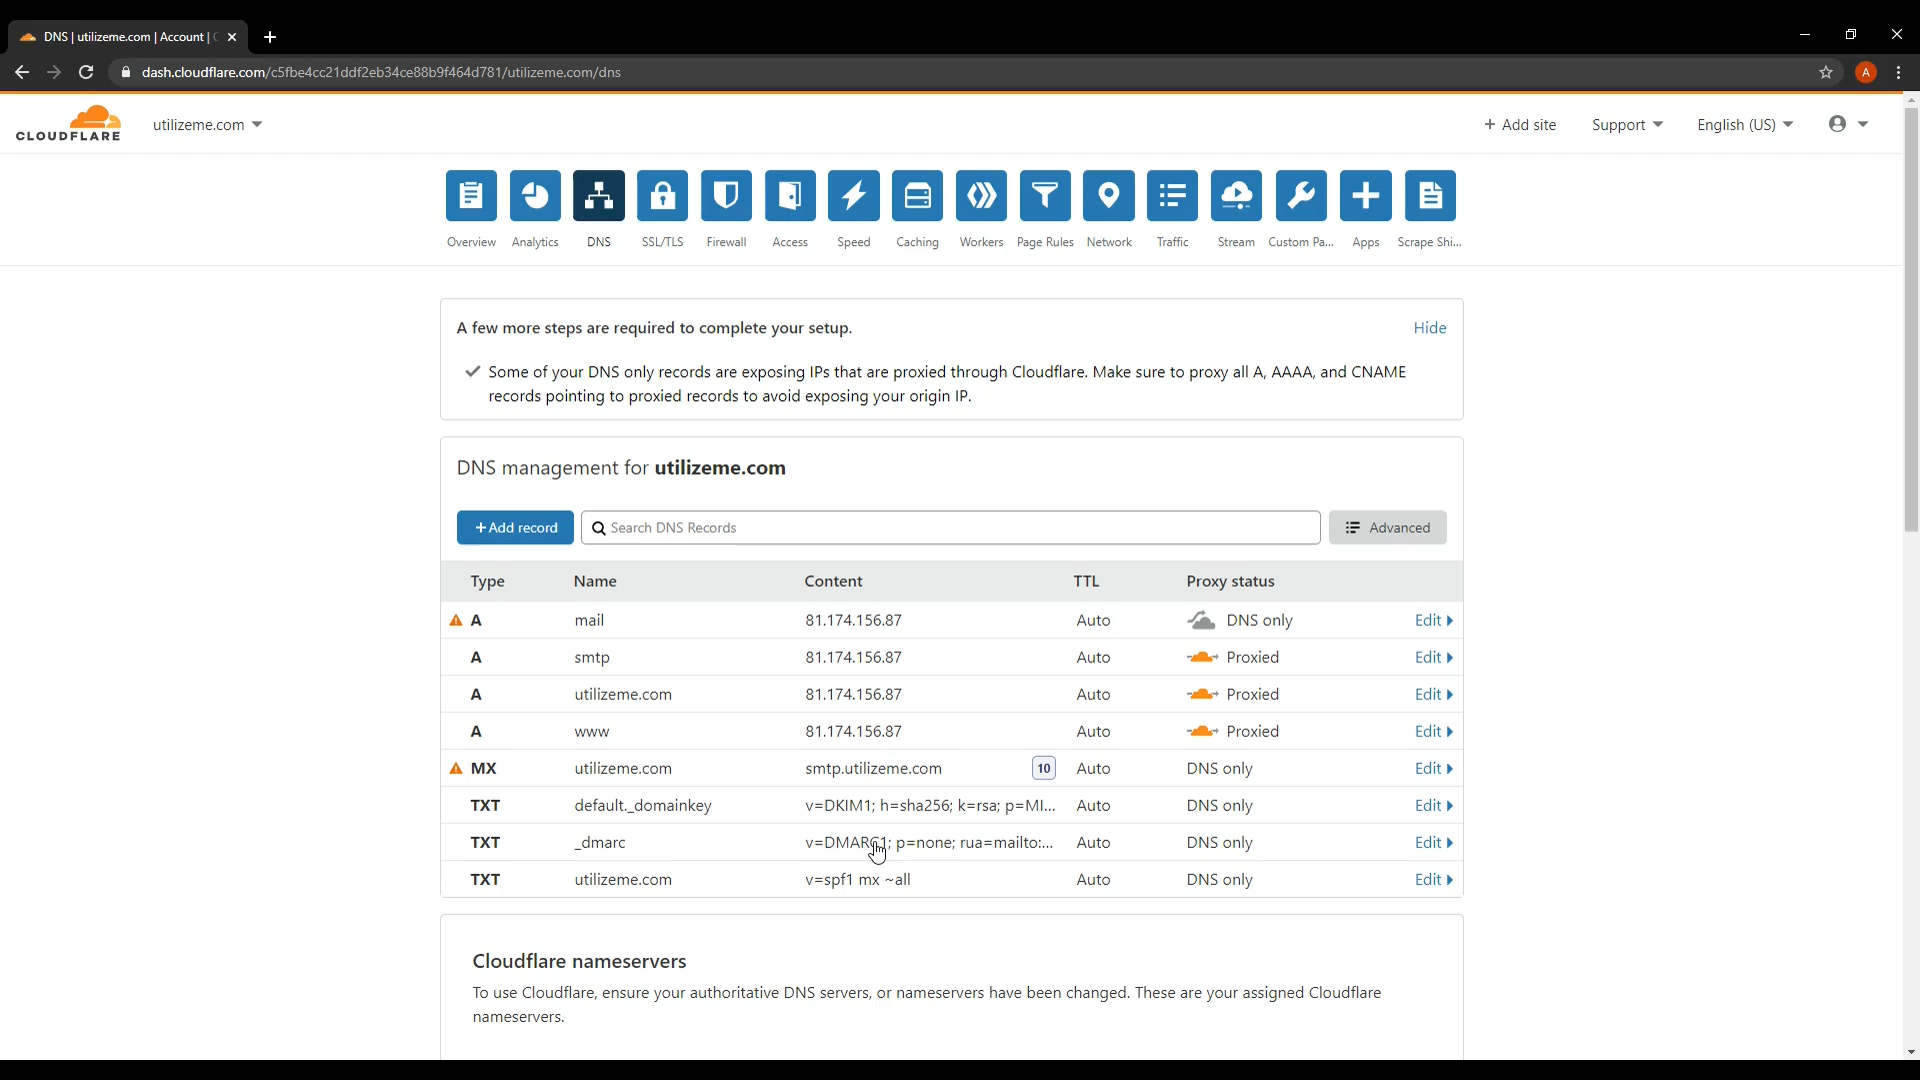 DNS | utilizeme.com | Account |
dash.cloudflare.com/c5fbe4cc21ddf2eb34ce88b9f464d781/utilizeme.com/dns
A
CLOUDFLARE
utilizeme.com
+ Add site
Support
English (US)
Overview
Analytics
DNS
SSL/TLS
Firewall
Access
Speed
Caching
Workers
Page Rules
Network
Traffic
Stream
Custom Pa...
Apps
Scrape Shi...
A few more steps are required to complete your setup.
Hide
Some of your DNS only records are exposing IPs that are proxied through Cloudflare. Make sure to proxy all A, AAAA, and CNAME
records pointing to proxied records to avoid exposing your origin IP.
DNS management for utilizeme.com
+Add record
Search DNS Records
Advanced
Type Name Content TTL Proxy status
A mail 81.174.156.87 Auto DNS only Edit
A smtp 81.174.156.87 Auto Proxied Edit
A utilizeme.com 81.174.156.87 Auto Proxied Edit
A www 81.174.156.87 Auto Proxied Edit
MX utilizeme.com smtp.utilizeme.com 10 Auto DNS only Edit
TXT default._domainkey v=DKIM1; h=sha256; k=rsa; p=MI... Auto DNS only Edit
TXT _dmarc v=DMARC1; p=none; rua=mailto:... Auto DNS only Edit
TXT utilizeme.com v=spf1 mx ~all Auto DNS only Edit
Cloudflare nameservers
To use Cloudflare, ensure your authoritative DNS servers, or nameservers have been changed. These are your assigned Cloudflare
nameservers.